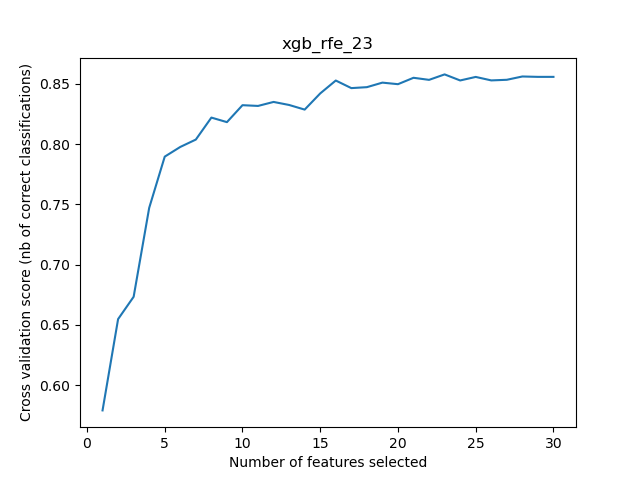 xgb_rfe_23
Cross validation score (nb of correct classifications)
0.85
0.80
0.75
0.70
0.65
0.60
0 5 10 15 20 25 30
Number of features selected